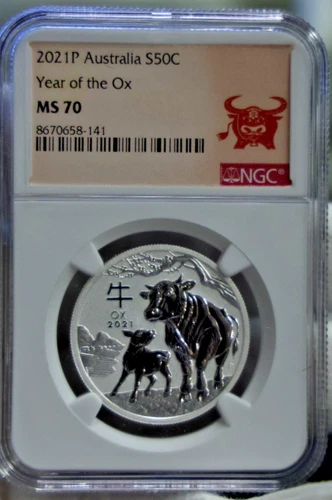 2021P Australia S50C
Year of the Ox
MS 70
8670658-141
NGC®
牛
OX
2021